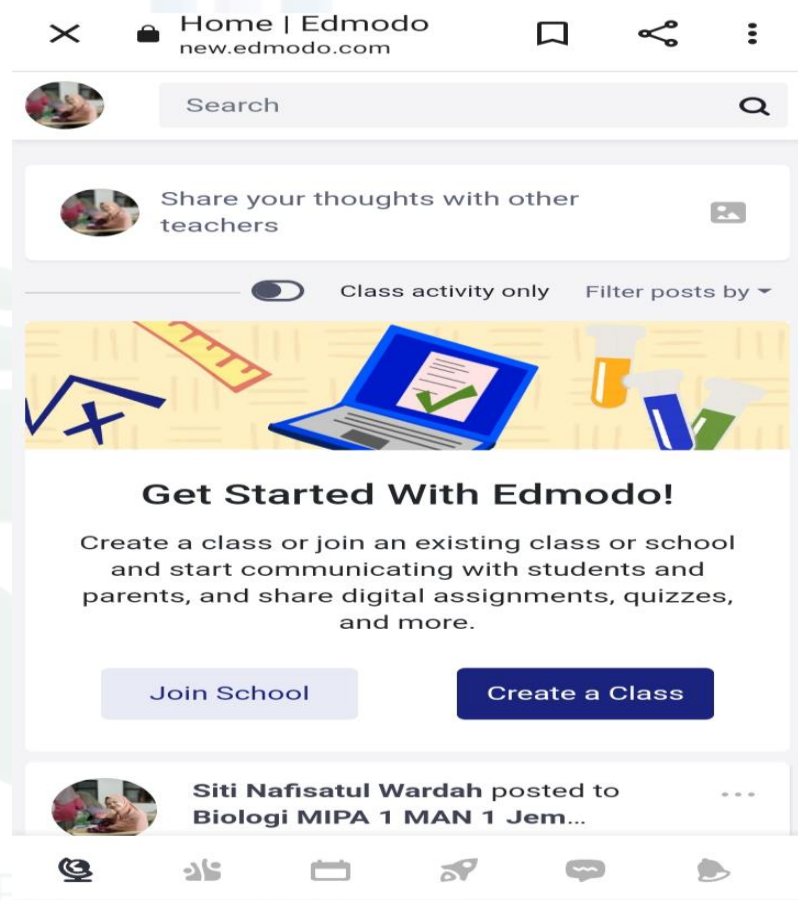 Home | Edmodo
new.edmodo.com
Search
Share your thoughts with other
teachers
Class activity only Filter posts by
Get Started With Edmodo!
Create a class or join an existing class or school
and start communicating with students and
parents, and share digital assignments, quizzes,
and more.
Join School Create a Class
Siti Nafisatul Wardah posted to
Biologi MIPA 1 MAN 1 Jem...